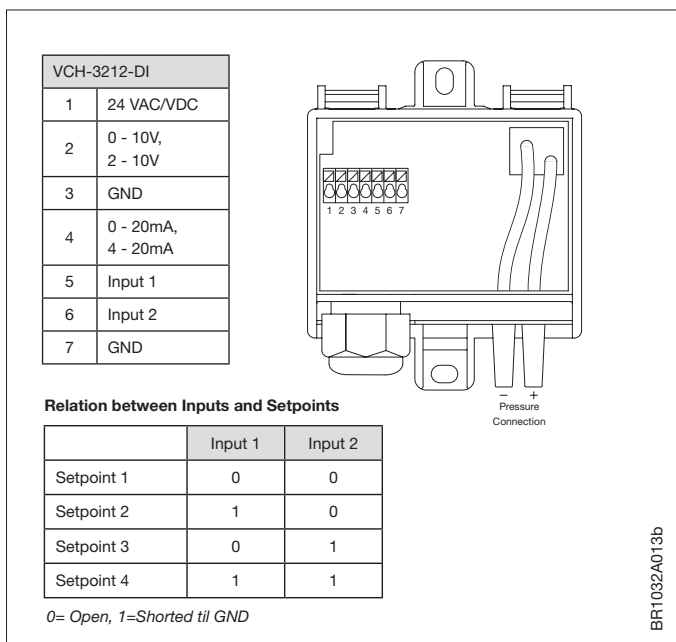 VCH-3212-DI
1 24 VAC/VDC
2 0 - 10V,
2 - 10V
3 GND
4 0 - 20mA,
4 - 20mA
5 Input 1
6 Input 2
7 GND
1 2 3 4 5 6 7
– +
Pressure
Connection
Relation between Inputs and Setpoints
Input 1 Input 2
Setpoint 1 0 0
Setpoint 2 1 0
Setpoint 3 0 1
Setpoint 4 1 1
0= Open, 1=Shorted til GND
BR1032A013b